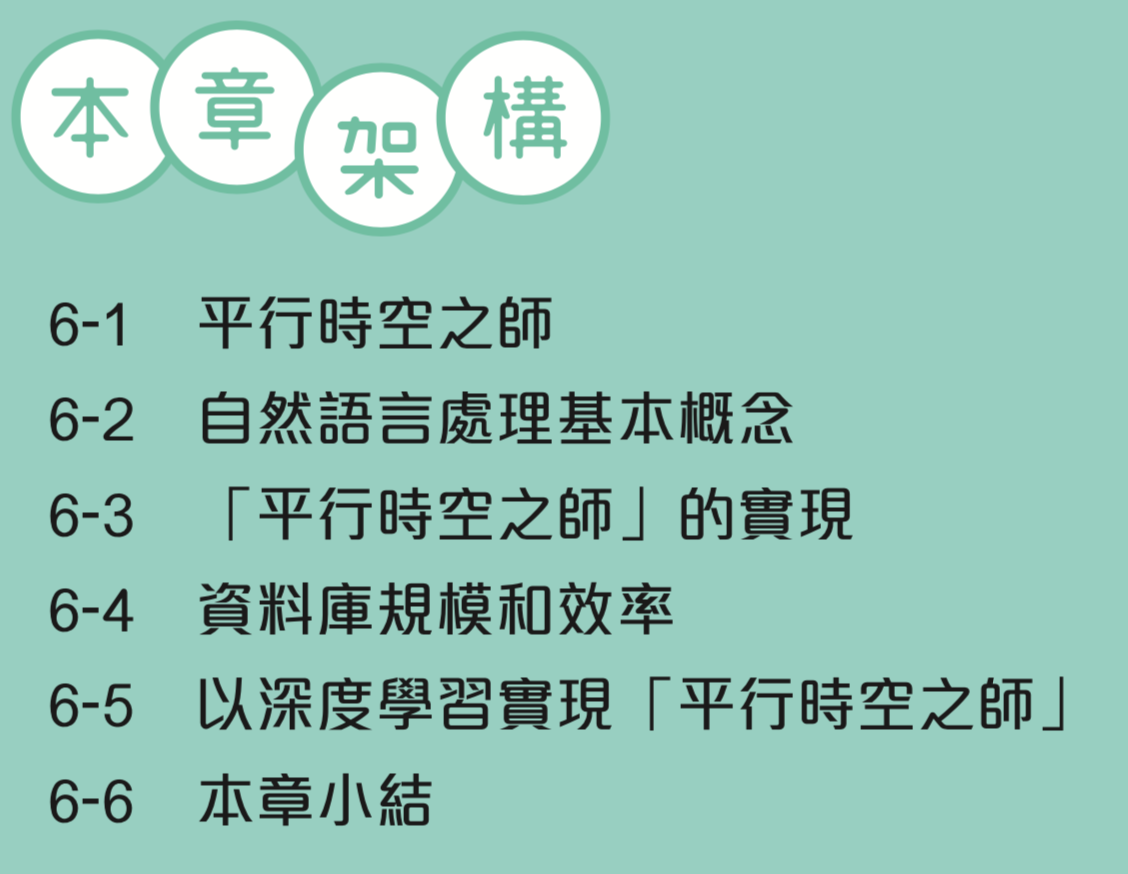 本章架構
6-1 平行時空之師
6-2 自然語言處理基本概念
6-3 「平行時空之師」的實現
6-4 資料庫規模和效率
6-5 以深度學習實現「平行時空之師」
6-6 本章小結